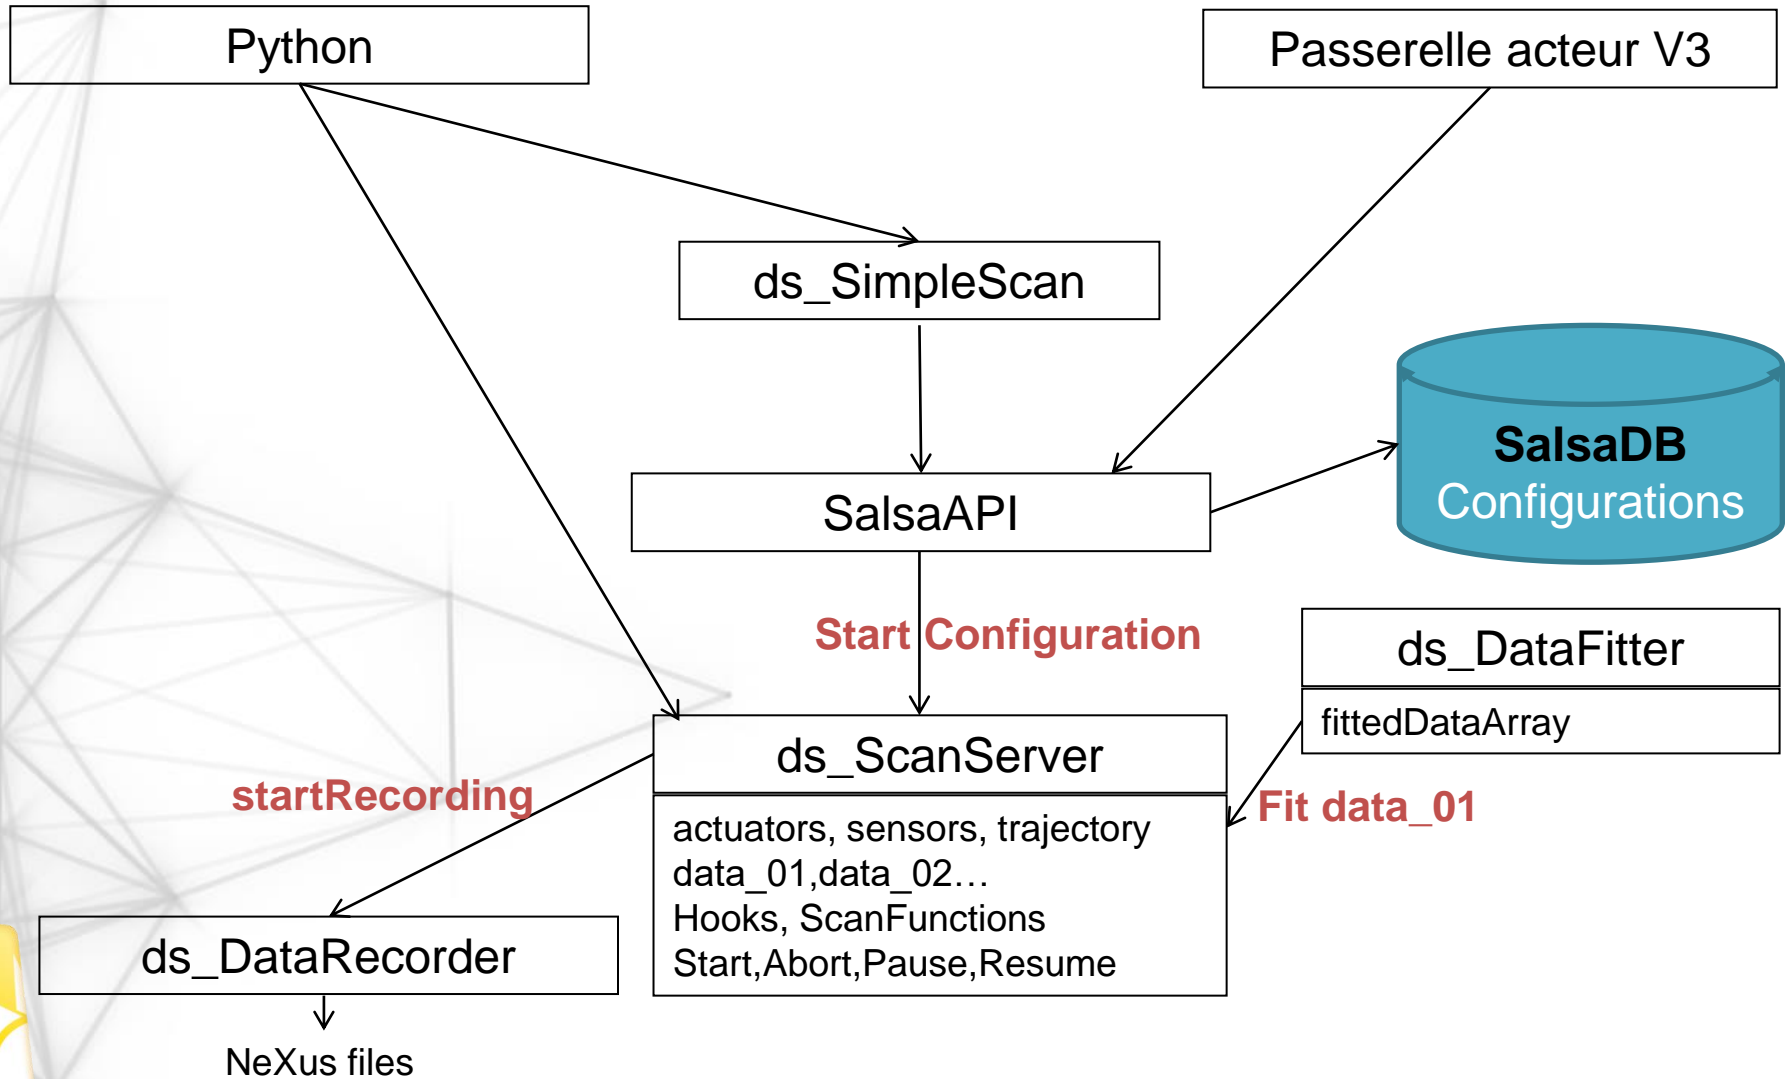 Python
Passerelle acteur V3
ds_SimpleScan
SalsaDB
Configurations
SalsaAPI
Start Configuration
ds_DataFitter
fittedDataArray
ds_ScanServer
startRecording
Fit data_01
actuators, sensors, trajectory
data_01,data_02…
Hooks, ScanFunctions
Start,Abort,Pause,Resume
ds_DataRecorder
NeXus files